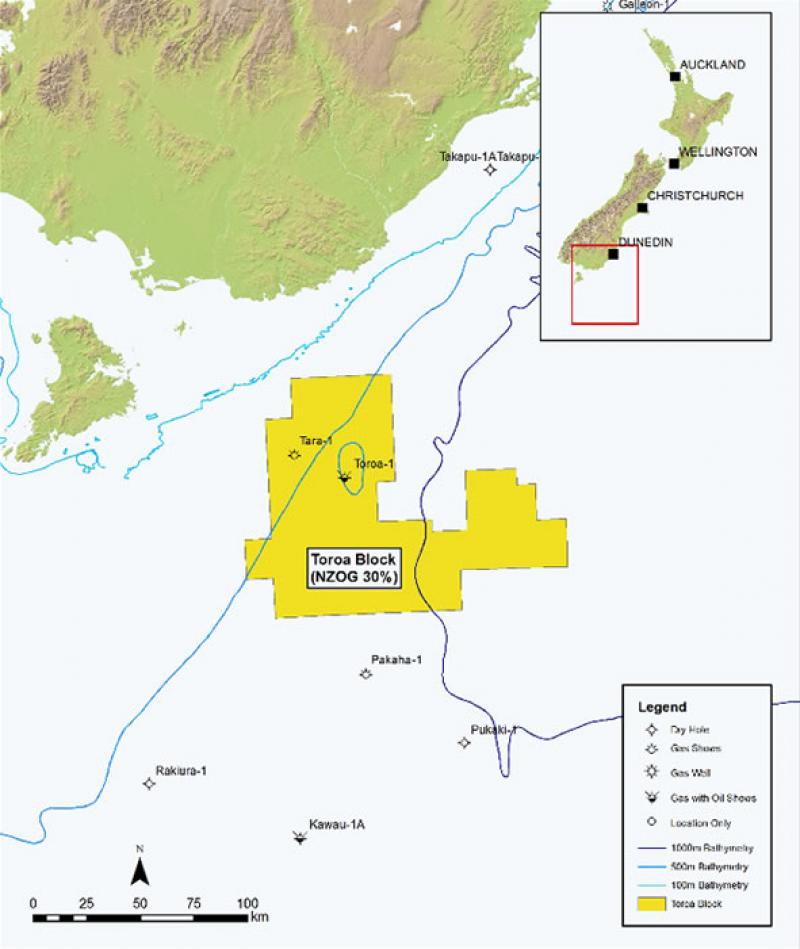 Galleon-1
AUCKLAND
WELLINGTON
CHRISTCHURCH
DUNEDIN
Takapu-1ATakapu-
Tara-1
Toroa-1
Toroa Block
(NZOG 30%)
Pakaha-1
Pukaki-1
Rakiura-1
Kawau-1A
Legend
Dry Hole
Gas Shows
Gas Well
Gas with Oil Shows
Location Only
1000m Bathymetry
500m Bathymetry
100m Bathymetry
Toroa Block
N
0 25 50 75 100
km